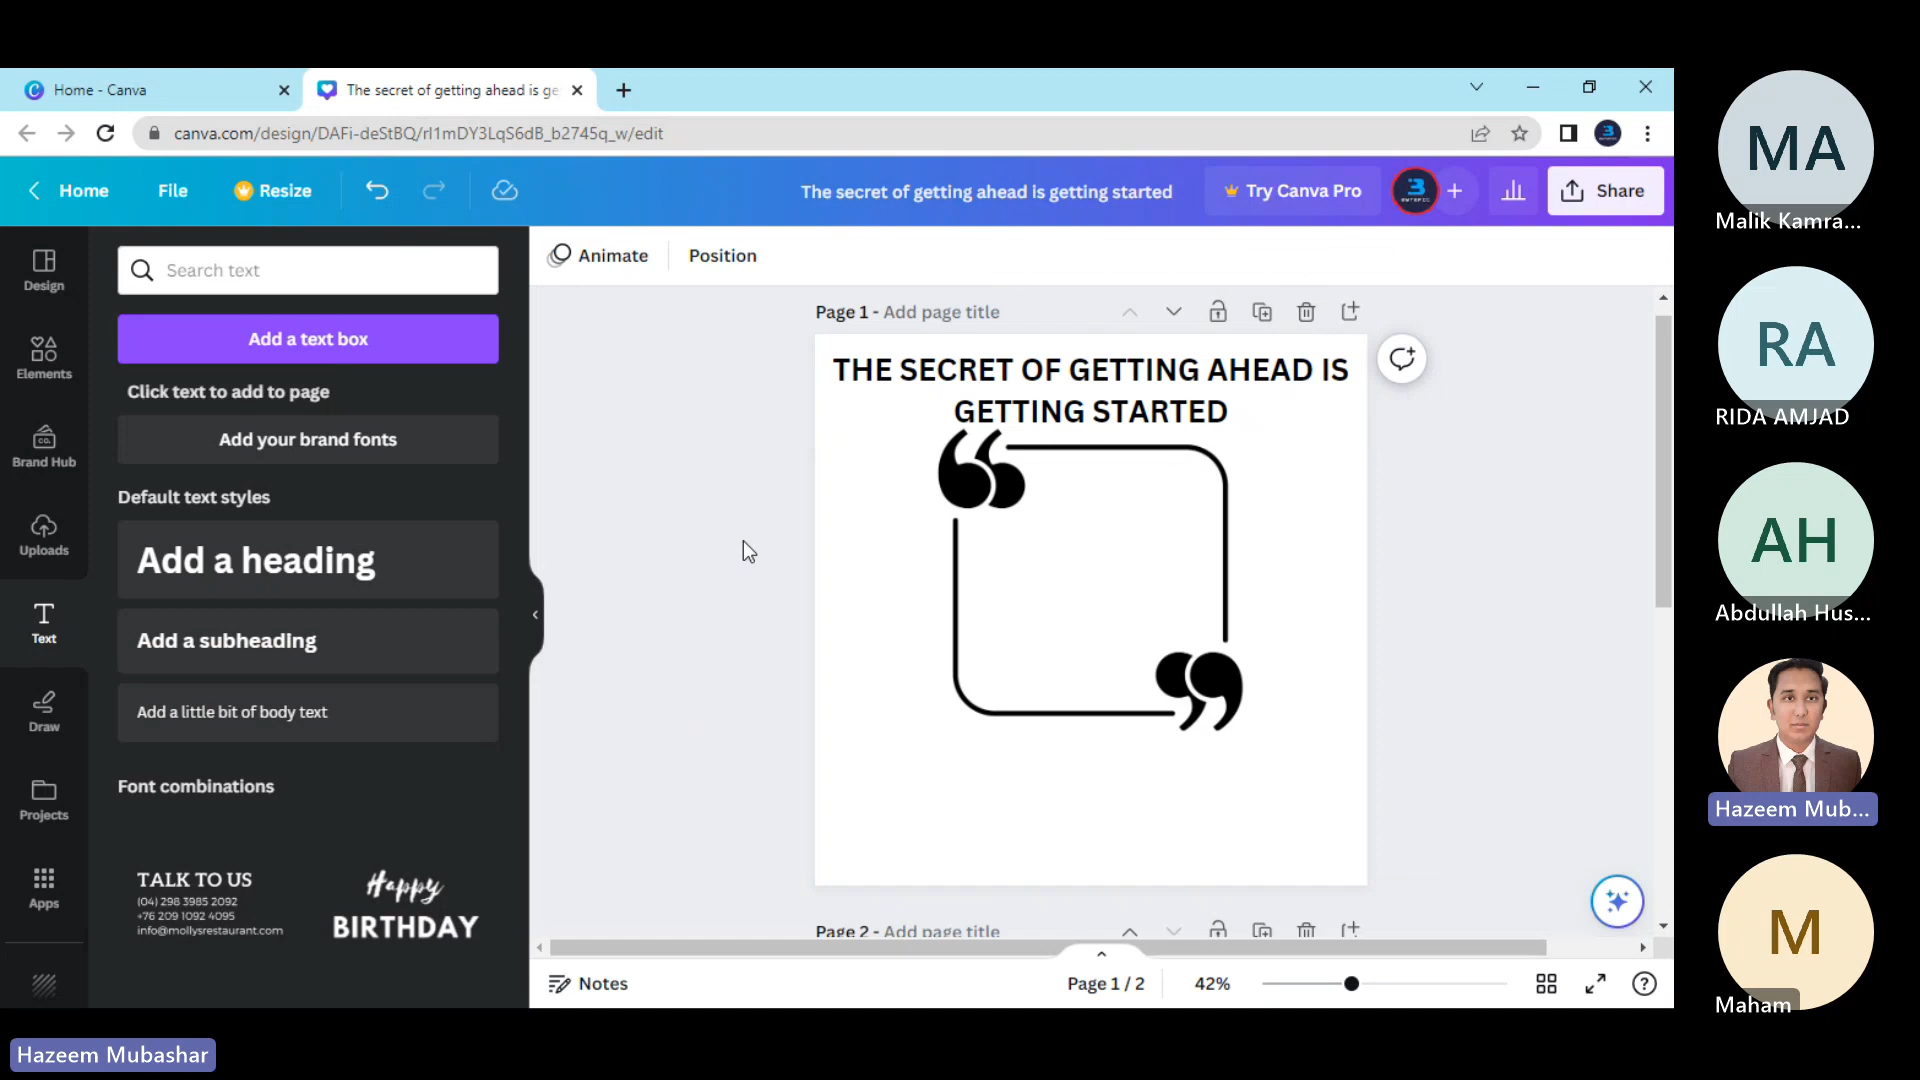 Home - Canva
The secret of getting ahead is ge
canva.com/design/DAFi-deStBQ/rl1mDY3LqS6dB_b2745q_w/edit
Home
File
Resize
The secret of getting ahead is getting started
Try Canva Pro
Share
Design
Elements
Brand Hub
Uploads
Text
Draw
Projects
Apps
Search text
Add a text box
Click text to add to page
Add your brand fonts
Default text styles
Add a heading
Add a subheading
Add a little bit of body text
Font combinations
TALK TO US
(04) 298 3985 2092
+76 209 1092 4095
info@mollysrestaurant.com
Happy
BIRTHDAY
Animate
Position
Page 1 - Add page title
THE SECRET OF GETTING AHEAD IS
GETTING STARTED
Page 2 - Add page title
Notes
Page 1 / 2
42%
MA
Malik Kamra...
RA
RIDA AMJAD
AH
Abdullah Hus...
Hazeem Mub...
M
Maham
Hazeem Mubashar